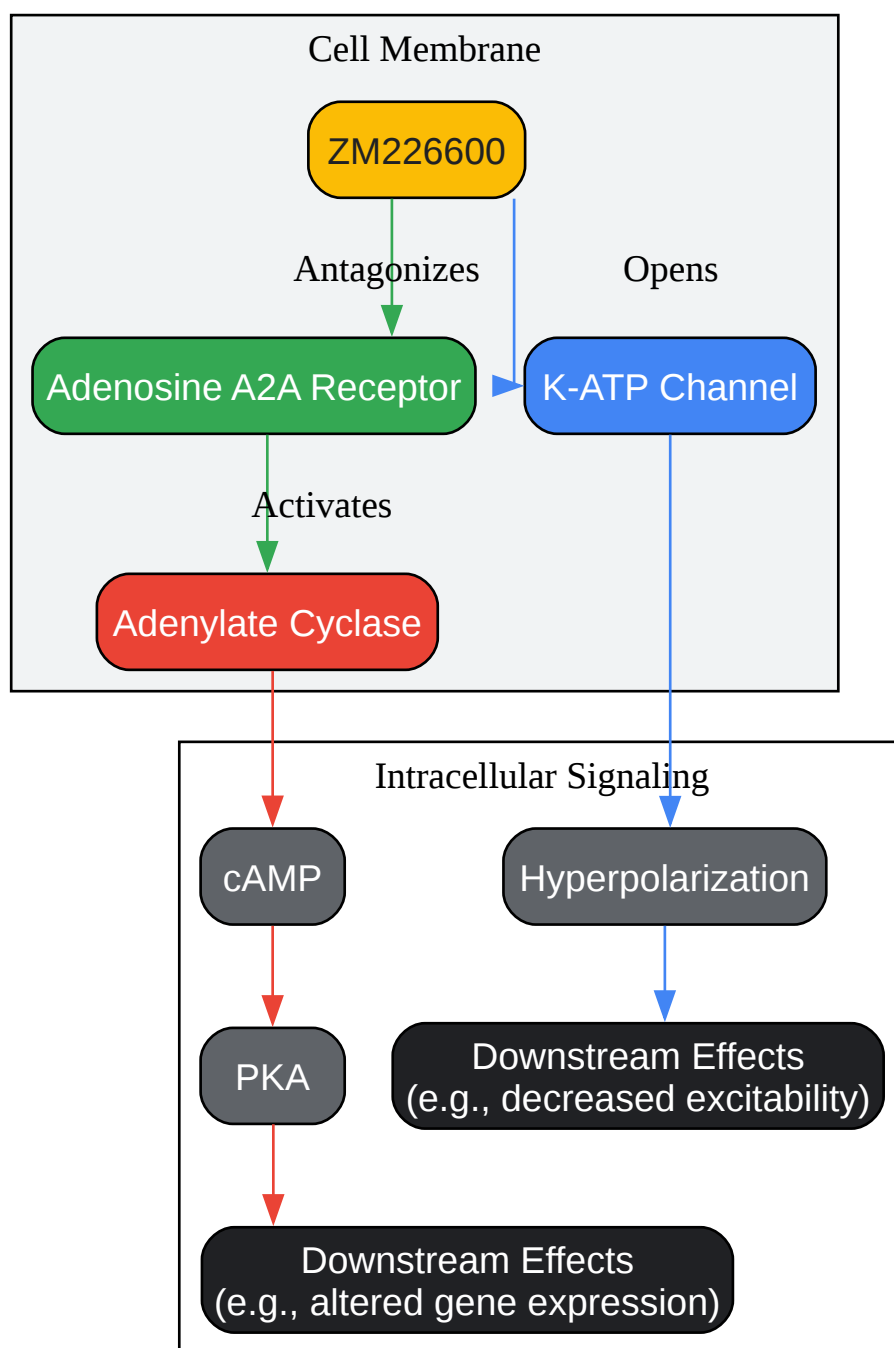 Cell Membrane
ZM226600
Antagonizes
Opens
Adenosine A2A Receptor
K-ATP Channel
Activates
Adenylate Cyclase
Intracellular Signaling
cAMP
Hyperpolarization
PKA
Downstream Effects
(e.g., decreased excitability)
Downstream Effects
(e.g., altered gene expression)